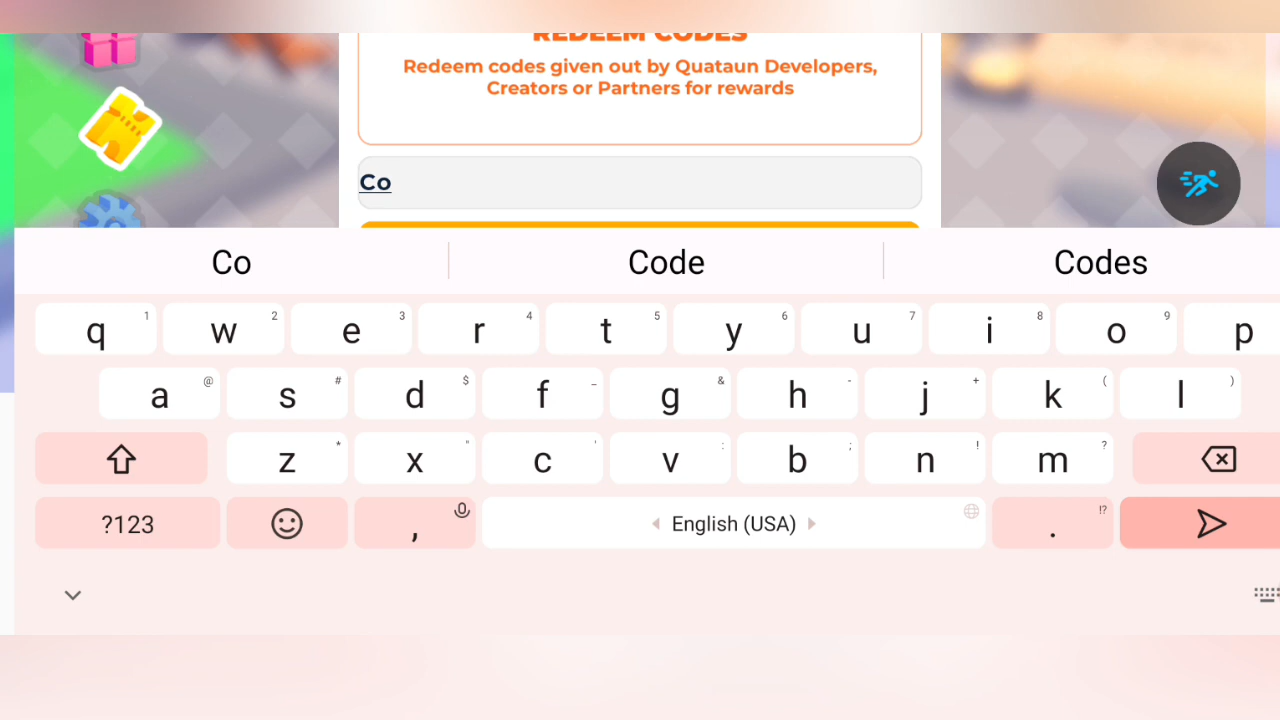 REDEEM CODES
Redeem codes given out by Quataun Developers,
Creators or Partners for rewards
Co
Co Code Codes
q 1 w 2 e 3 r 4 t 5 y 6 u 7 i 8 o 9 p
a @ s # d $ f _ g & h - j + k ( l )
z * x " c ' v : b ; n ! m ?
?123 , English (USA) . !?